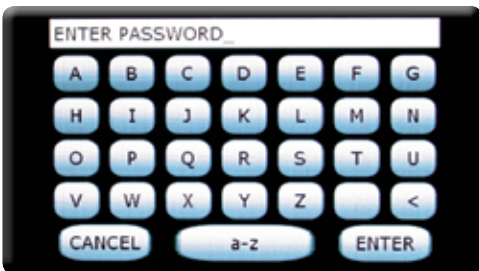 ENTER PASSWORD_
A B C D E F G
H I J K L M N
O P Q R S T U
V W X Y Z <
CANCEL a-z ENTER